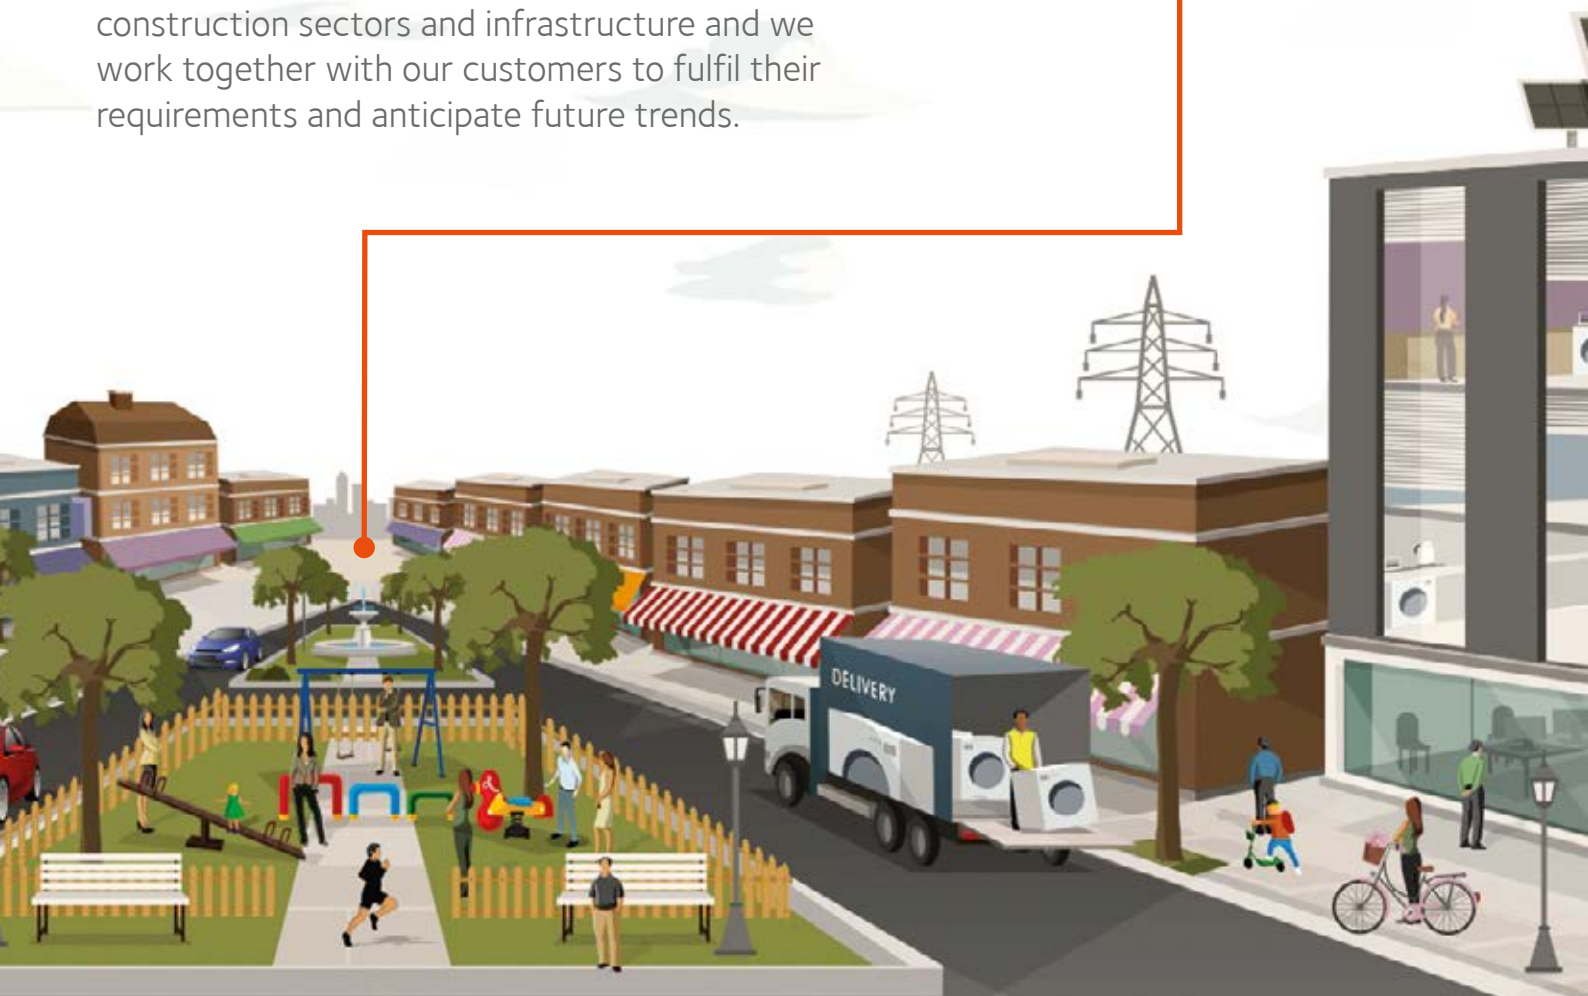 construction sectors and infrastructure and we
work together with our customers to fulfil their
requirements and anticipate future trends.
DELIVERY